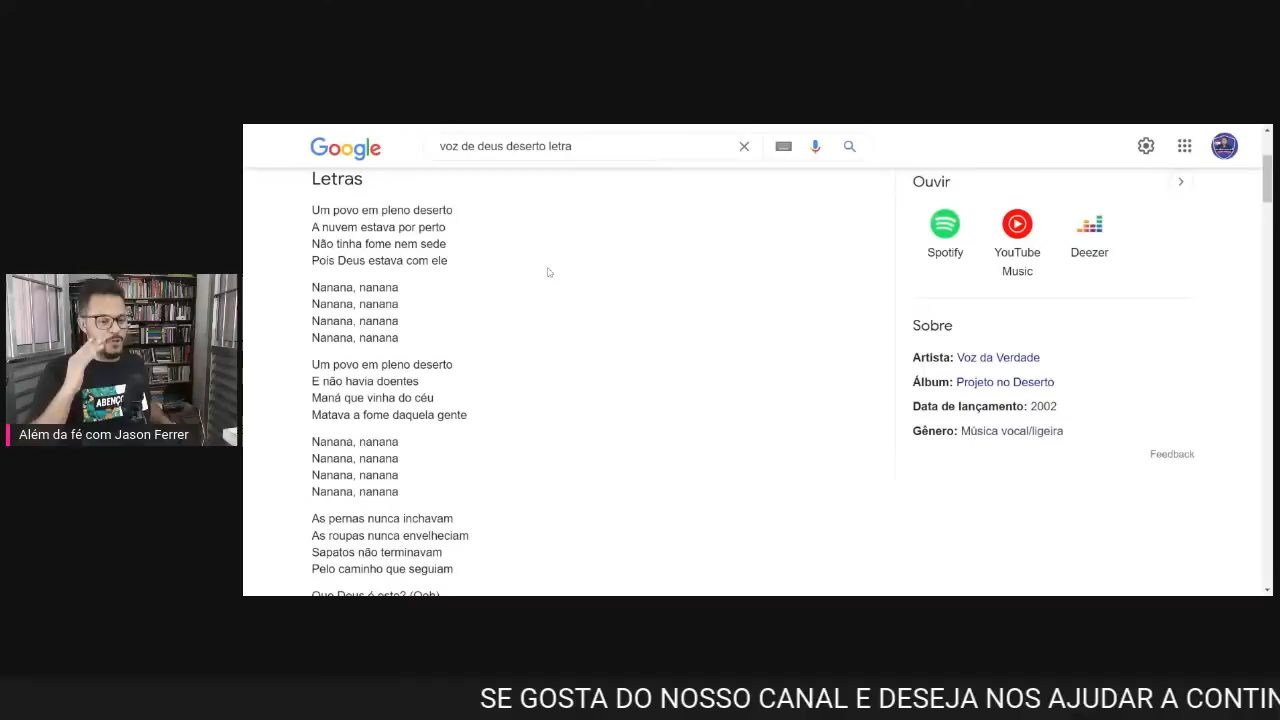 Google
voz de deus deserto letra
Letras
Um povo em pleno deserto
A nuvem estava por perto
Não tinha fome nem sede
Pois Deus estava com ele
Nanana, nanana
Nanana, nanana
Nanana, nanana
Nanana, nanana
Um povo em pleno deserto
E não havia doentes
Maná que vinha do céu
Matava a fome daquela gente
Nanana, nanana
Nanana, nanana
Nanana, nanana
Nanana, nanana
As pernas nunca inchavam
As roupas nunca envelheciam
Sapatos não terminavam
Pelo caminho que seguiam
Que Deus é este? (Ooh)
Ouvir
Spotify
YouTube Music
Deezer
Sobre
Artista: Voz da Verdade
Álbum: Projeto no Deserto
Data de lançamento: 2002
Gênero: Música vocal/ligeira
Feedback
ABENÇ
Além da fé com Jason Ferrer
SE GOSTA DO NOSSO CANAL E DESEJA NOS AJUDAR A CONTIN